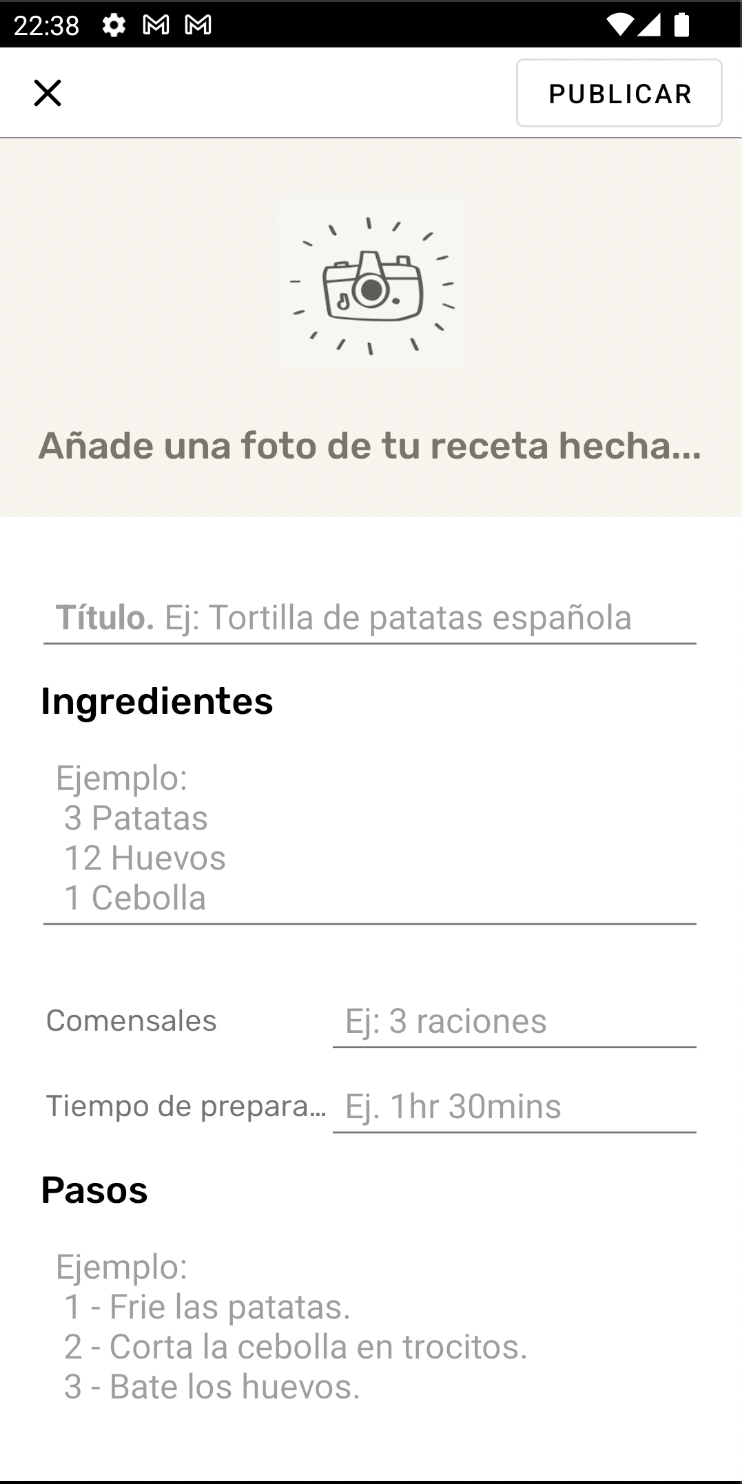 22:38
PUBLICAR
Añade una foto de tu receta hecha...
Título. Ej: Tortilla de patatas española
Ingredientes
Ejemplo:
3 Patatas
12 Huevos
1 Cebolla
Comensales Ej: 3 raciones
Tiempo de prepara... Ej. 1hr 30mins
Pasos
Ejemplo:
1 - Frie las patatas.
2 - Corta la cebolla en trocitos.
3 - Bate los huevos.